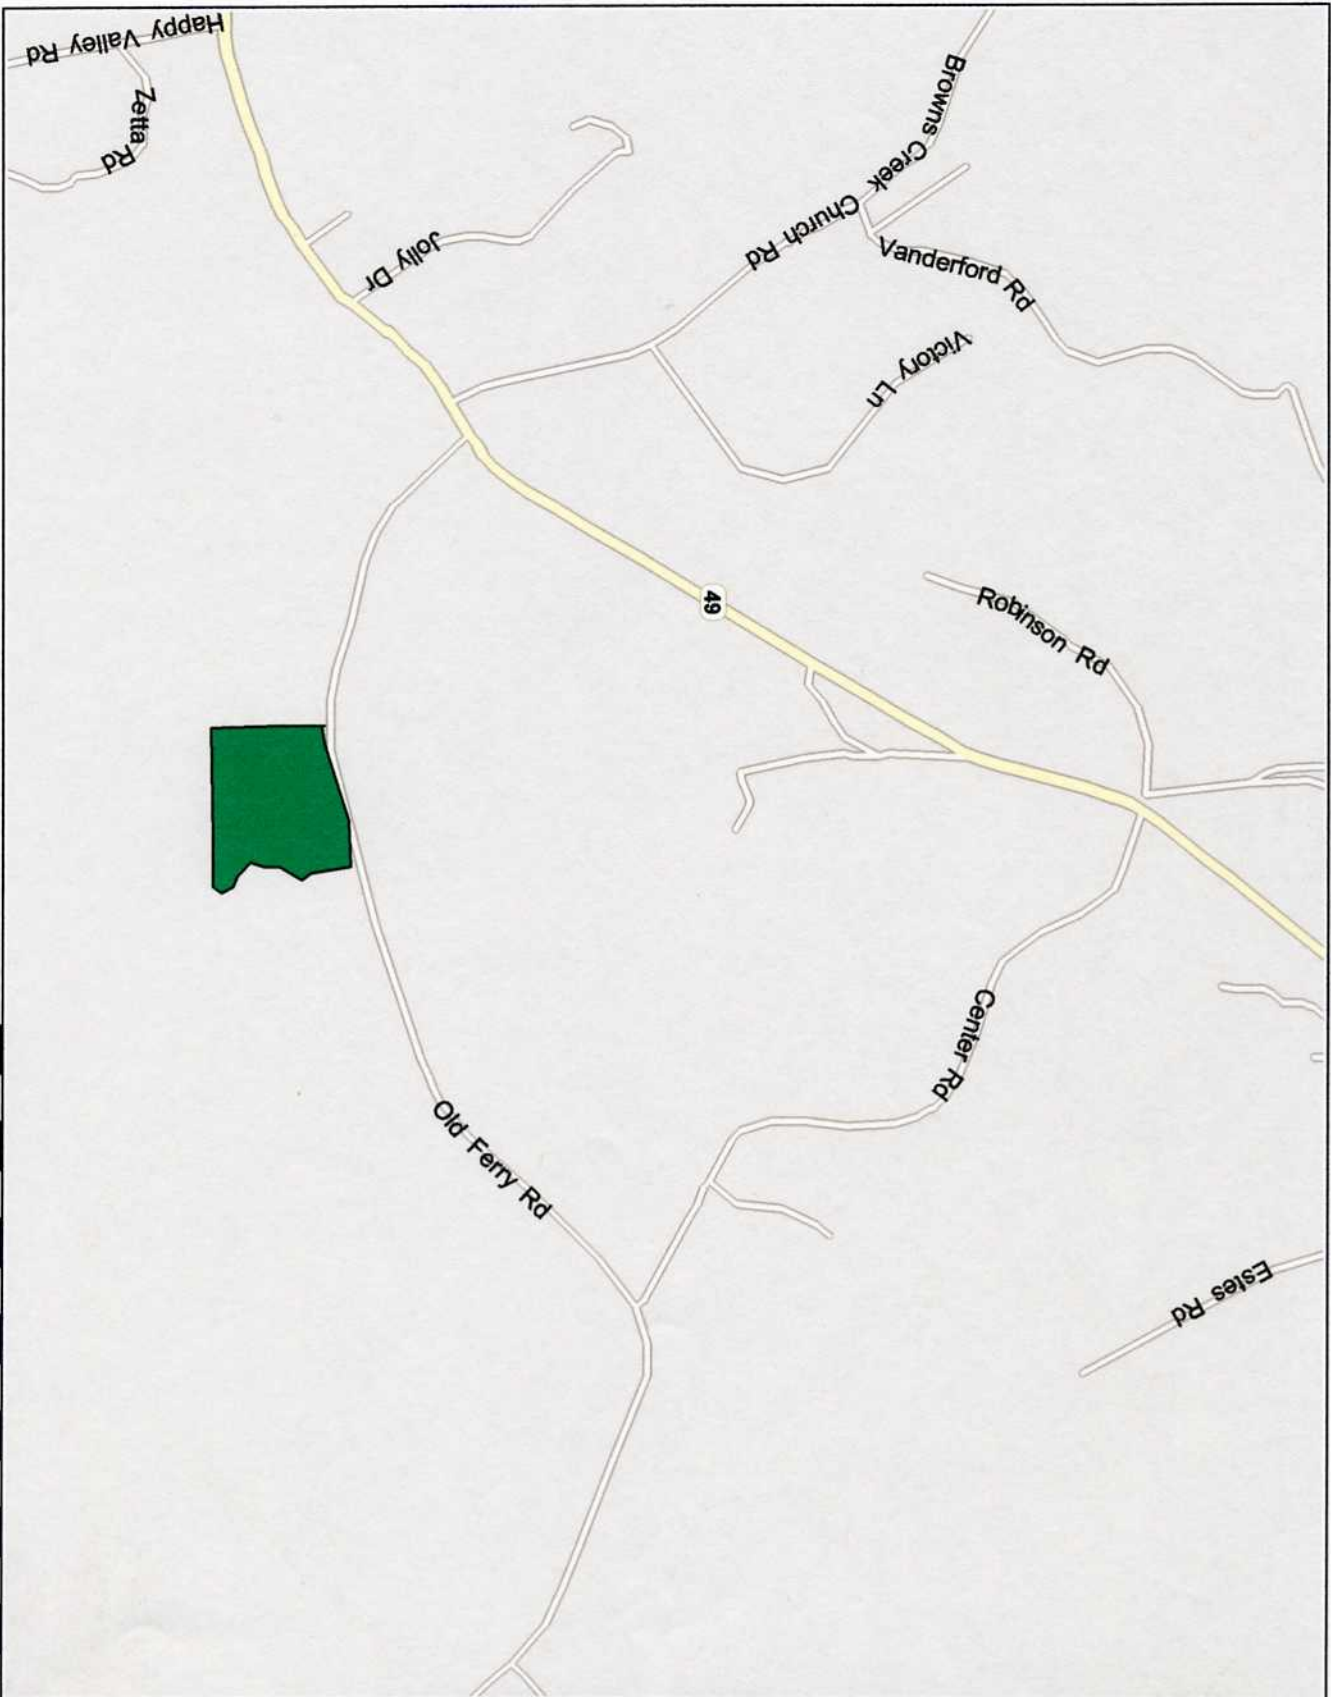 Happy Valley Rd
Zetta Rd
Jolly Dr
Browns Creek Church Rd
Vanderford Rd
Victory Ln
49
Robinson Rd
Center Rd
Old Ferry Rd
Estes Rd